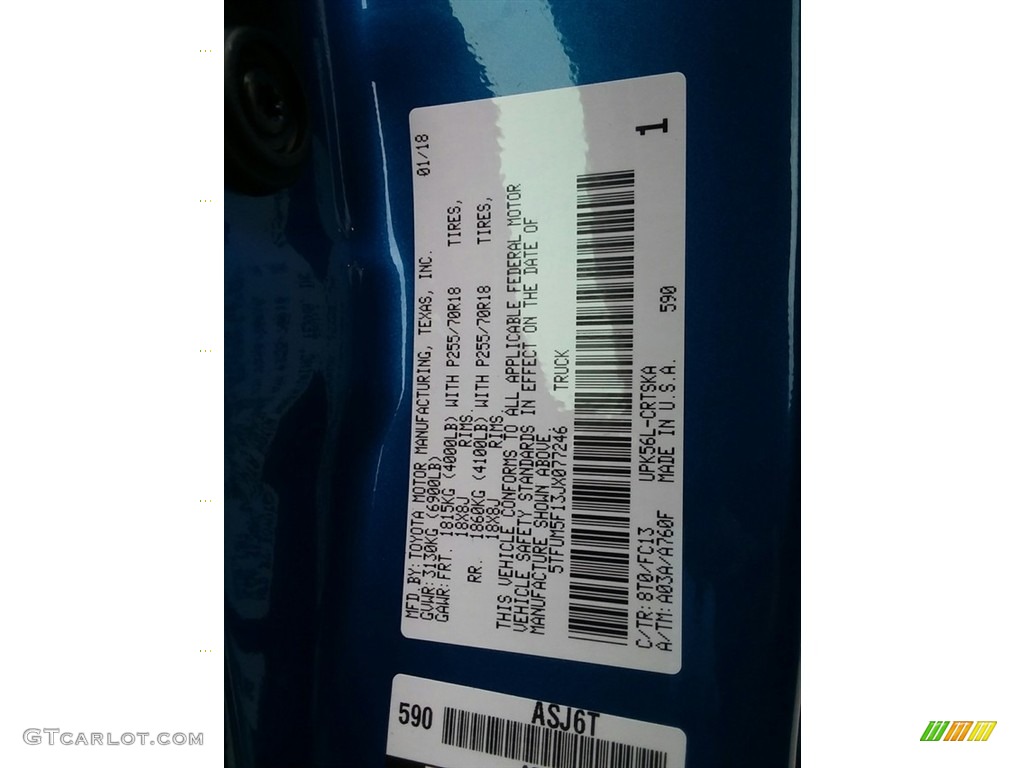 MFD.BY:TOYOTA MOTOR MANUFACTURING, TEXAS, INC. 01/18
GVWR:3130KG (6900LB)
GAWR:FRT. 1815KG (4000LB) WITH P255/70R18 TIRES,
18X8J RIMS.
RR. 1860KG (4100LB) WITH P255/70R18 TIRES,
18X8J RIMS.
THIS VEHICLE CONFORMS TO ALL APPLICABLE FEDERAL MOTOR
VEHICLE SAFETY STANDARDS IN EFFECT ON THE DATE OF
MANUFACTURE SHOWN ABOVE.
5TFUM5F13JX077246 TRUCK
C/TR:8T0/FC13 UPK56L-CRTSKA 590
A/TM:A03A/A760F MADE IN U.S.A.
1
590 ASJ6T
GTcarlot.com